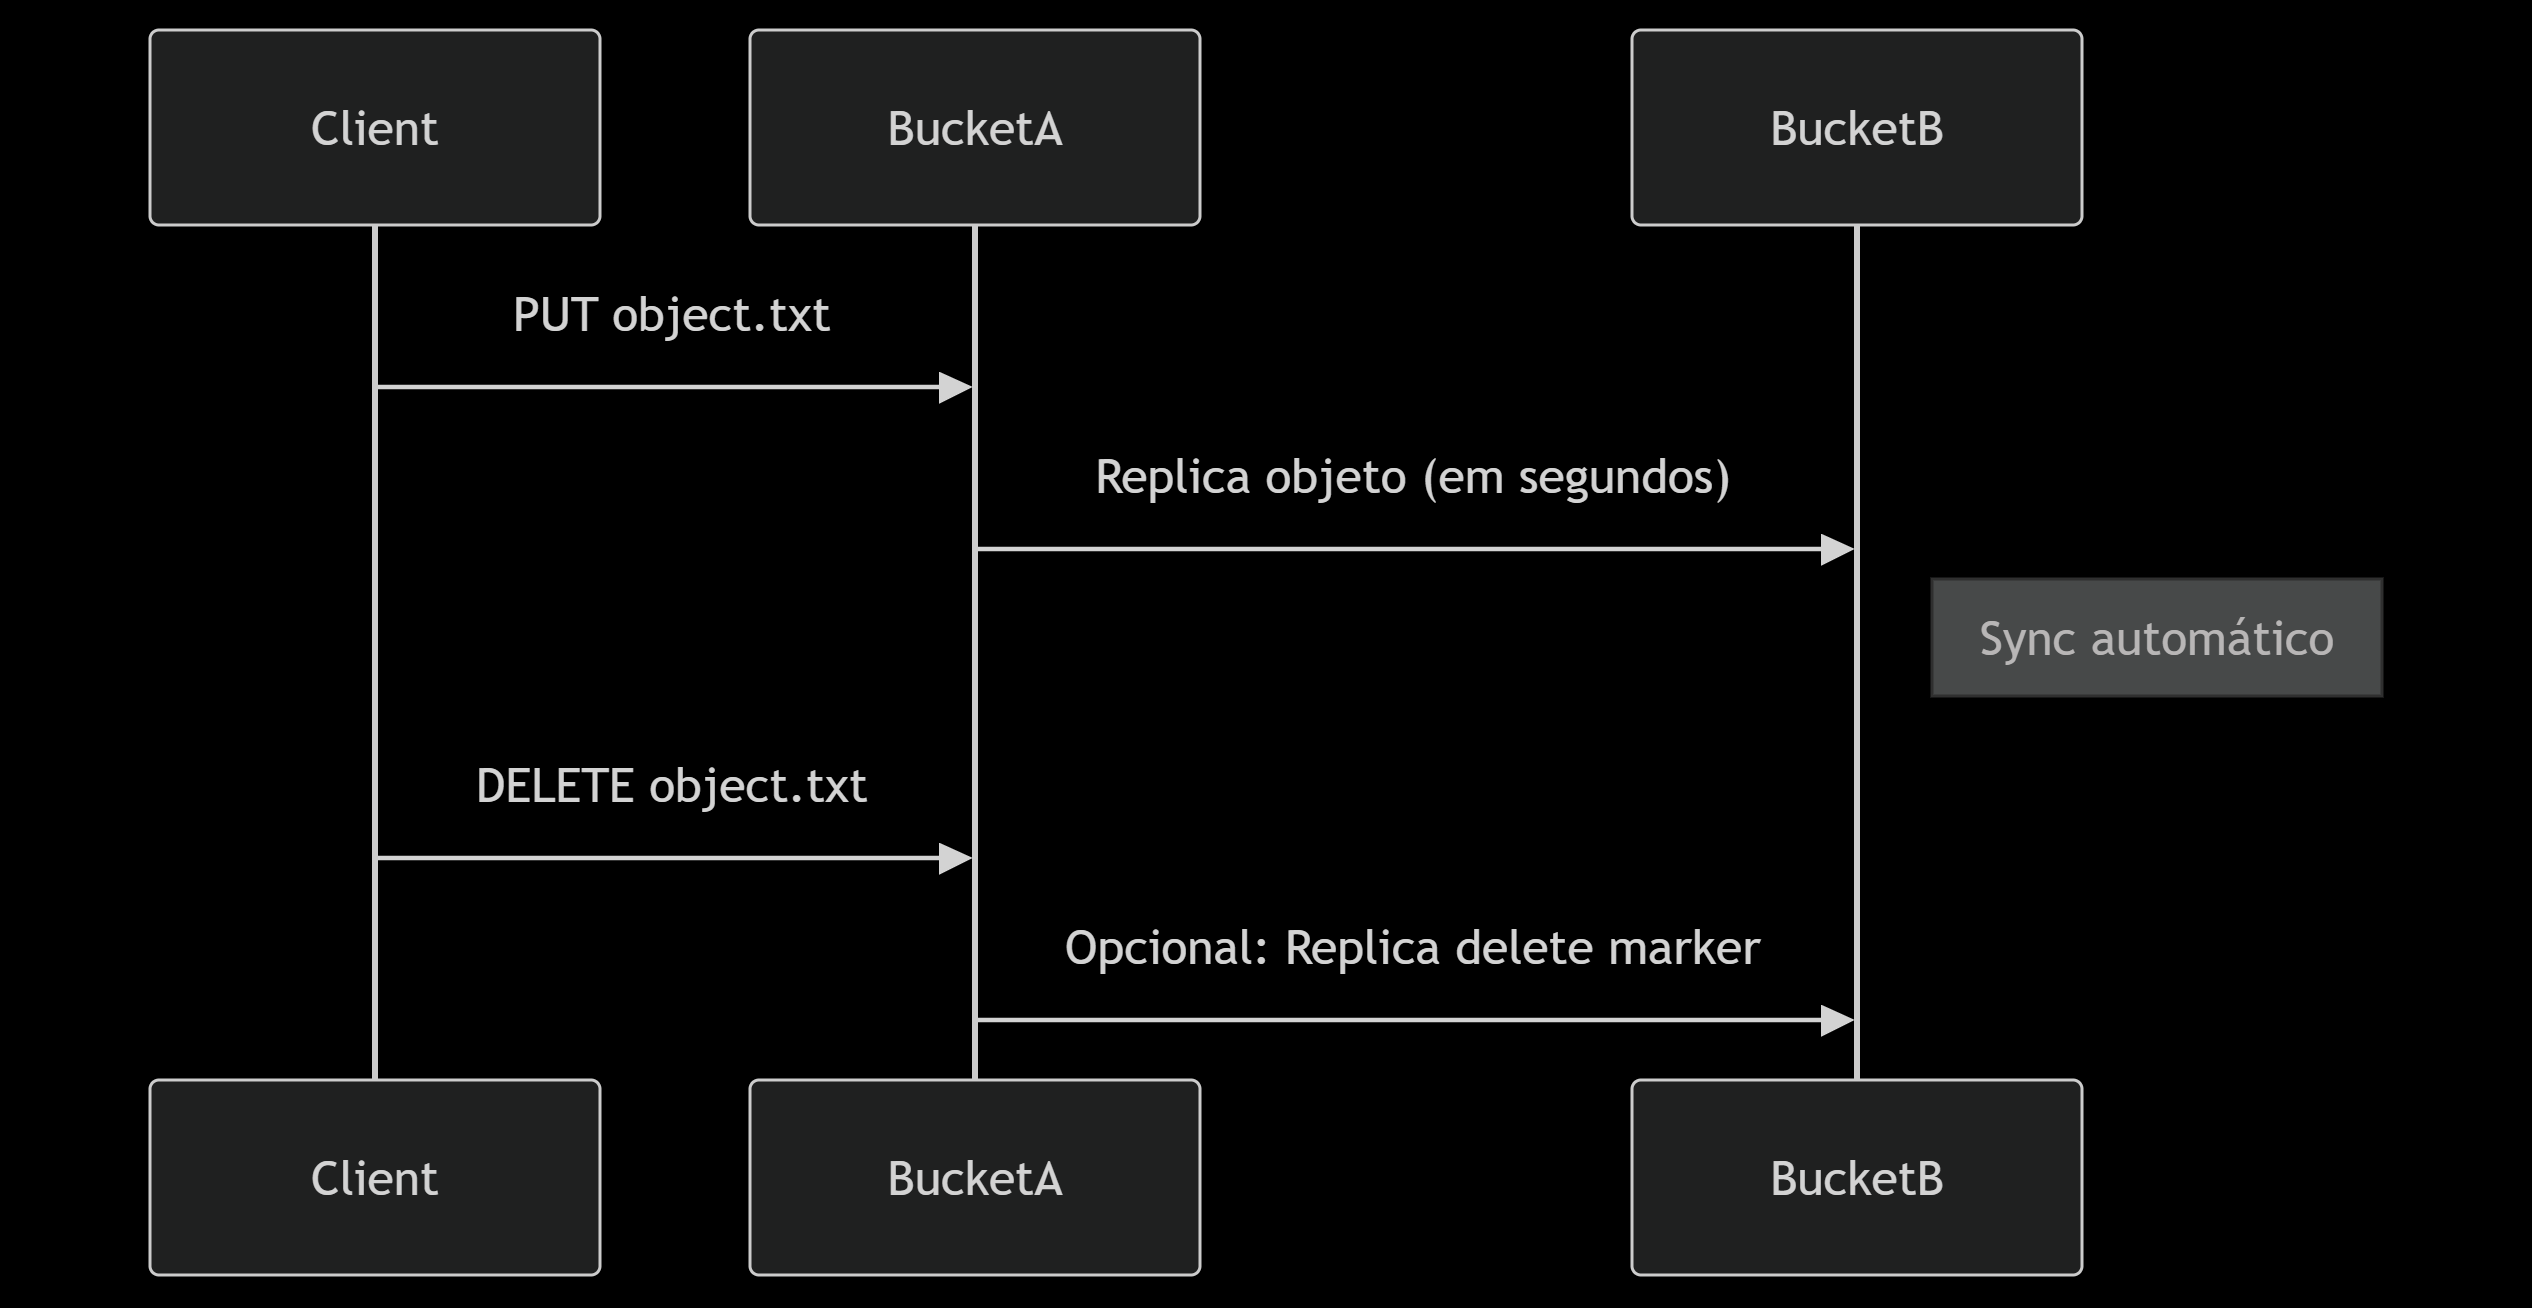 Client
BucketA
BucketB
PUT object.txt
Replica objeto (em segundos)
Sync automático
DELETE object.txt
Opcional: Replica delete marker
Client
BucketA
BucketB